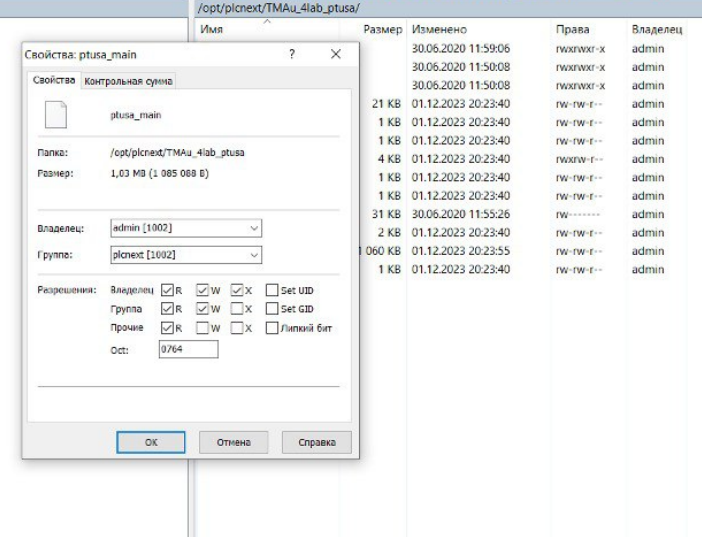 /opt/plcnext/TMAu_4lab_ptusa/
Имя Размер Изменено Права Владелец
30.06.2020 11:59:06 rwxrwxr-x admin
30.06.2020 11:50:08 rwxrwxr-x admin
30.06.2020 11:50:08 rwxrwxr-x admin
21 KB 01.12.2023 20:23:40 rw-rw-r-- admin
1 KB 01.12.2023 20:23:40 rw-rw-r-- admin
1 KB 01.12.2023 20:23:40 rw-rw-r-- admin
4 KB 01.12.2023 20:23:40 rwxrw-r-- admin
1 KB 01.12.2023 20:23:40 rw-rw-r-- admin
1 KB 01.12.2023 20:23:40 rw-rw-r-- admin
31 KB 30.06.2020 11:55:26 rw------- admin
2 KB 01.12.2023 20:23:40 rw-rw-r-- admin
1 060 KB 01.12.2023 20:23:55 rw-rw-r-- admin
1 KB 01.12.2023 20:23:40 rw-rw-r-- admin
Свойства: ptusa_main ? X
Свойства Контрольная сумма
ptusa_main
Папка: /opt/plcnext/TMAu_4lab_ptusa
Размер: 1,03 MB (1 085 088 B)
Владелец: admin [1002]
Группа: plcnext [1002]
Разрешения: Владелец R W X Set UID
Группа R W X Set GID
Прочие R W X Липкий бит
Oct: 0764
OK Отмена Справка